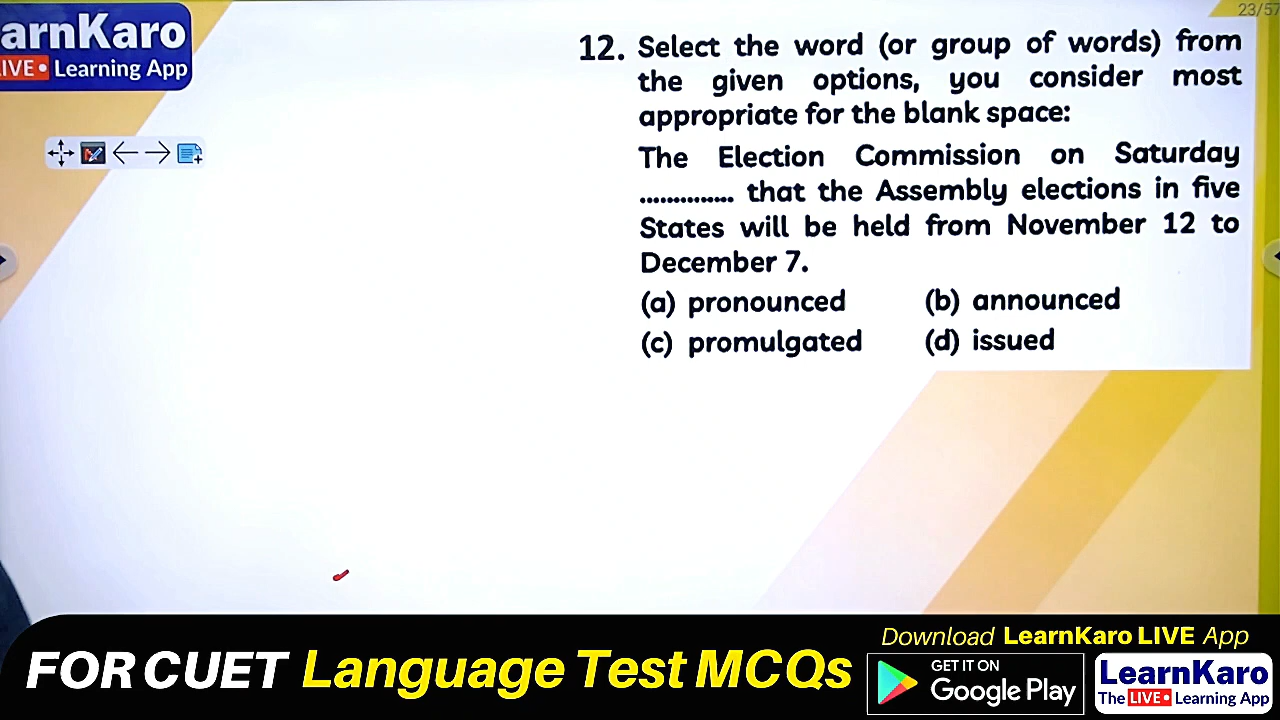 arnKaro
IVE • Learning App
23/57
12. Select the word (or group of words) from
the given options, you consider most
appropriate for the blank space:
The Election Commission on Saturday
.............. that the Assembly elections in five
States will be held from November 12 to
December 7.
(a) pronounced (b) announced
(c) promulgated (d) issued
FOR CUET Language Test MCQs
Download LearnKaro LIVE App
GET IT ON
Google Play
LearnKaro
The LIVE • Learning App